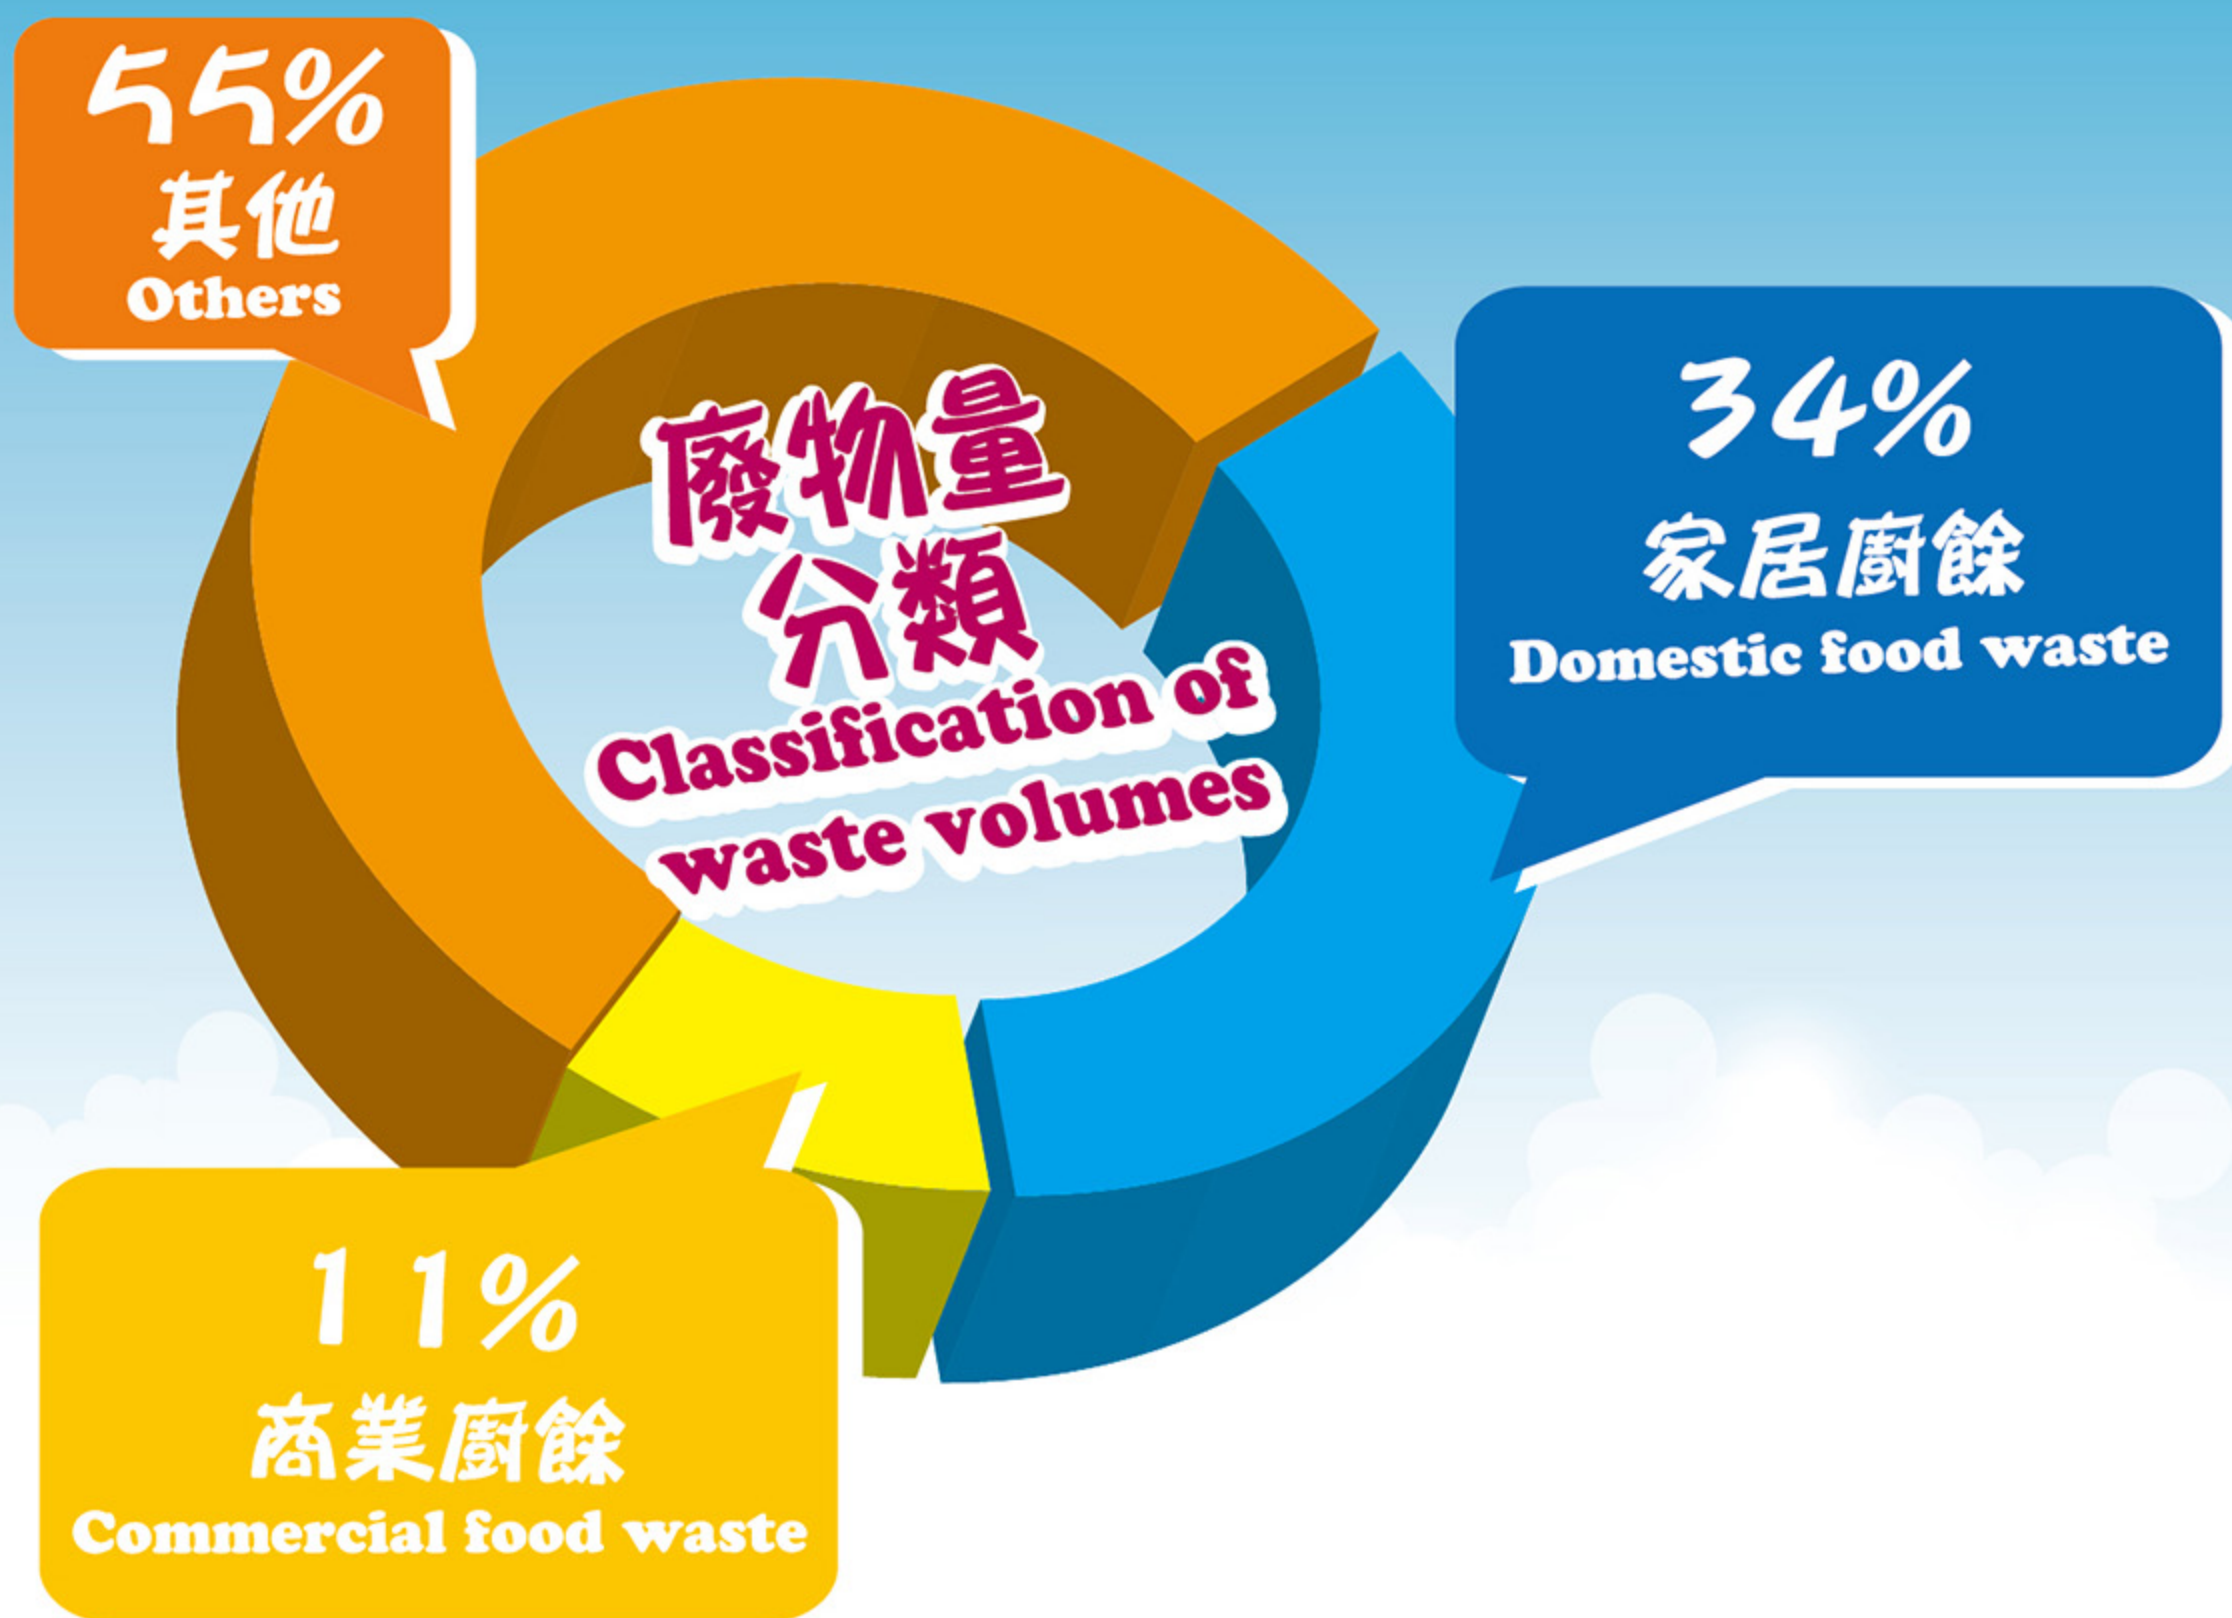 55%
其他
Others
廢物量
分類
Classification of
waste volumes
34%
家居廚餘
Domestic food waste
11%
商業廚餘
Commercial food waste